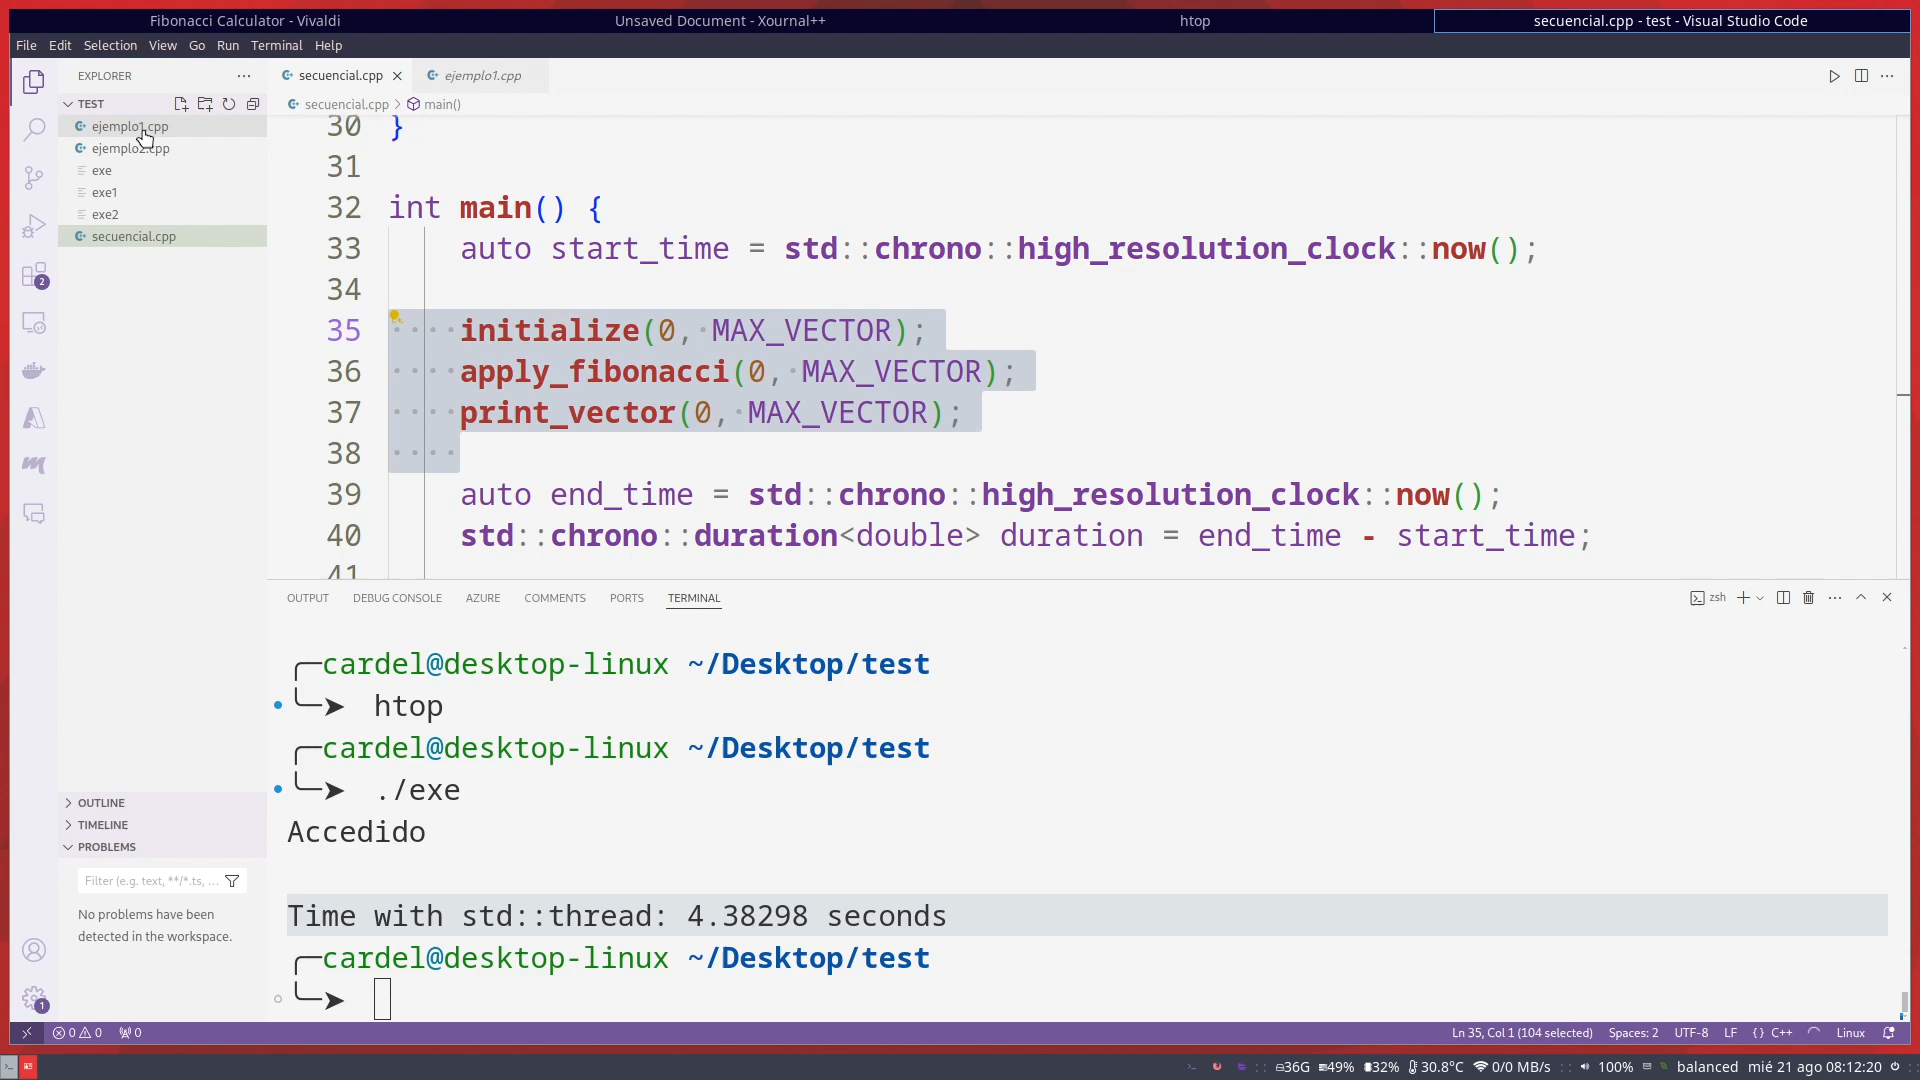 Fibonacci Calculator - Vivaldi
Unsaved Document - Xournal++
htop
secuencial.cpp - test - Visual Studio Code
File Edit Selection View Go Run Terminal Help
EXPLORER
TEST
ejemplo1.cpp
ejemplo2.cpp
exe
exe1
exe2
secuencial.cpp
2
OUTLINE
TIMELINE
PROBLEMS
Filter (e.g. text, **/*.ts, ...
No problems have been
detected in the workspace.
1
secuencial.cpp
ejemplo1.cpp
secuencial.cpp > main()
30 }
31
32 int main() {
33 auto start_time = std::chrono::high_resolution_clock::now();
34
35 initialize(0, MAX_VECTOR);
36 apply_fibonacci(0, MAX_VECTOR);
37 print_vector(0, MAX_VECTOR);
38
39 auto end_time = std::chrono::high_resolution_clock::now();
40 std::chrono::duration<double> duration = end_time - start_time;
41
OUTPUT DEBUG CONSOLE AZURE COMMENTS PORTS TERMINAL
zsh
cardel@desktop-linux ~/Desktop/test
htop
cardel@desktop-linux ~/Desktop/test
./exe
Accedido
Time with std::thread: 4.38298 seconds
cardel@desktop-linux ~/Desktop/test
0 0 0
Ln 35, Col 1 (104 selected) Spaces: 2 UTF-8 LF {} C++ Linux
36G 49% 32% 30.8°C 0/0 MB/s :: 100% balanced mié 21 ago 08:12:20